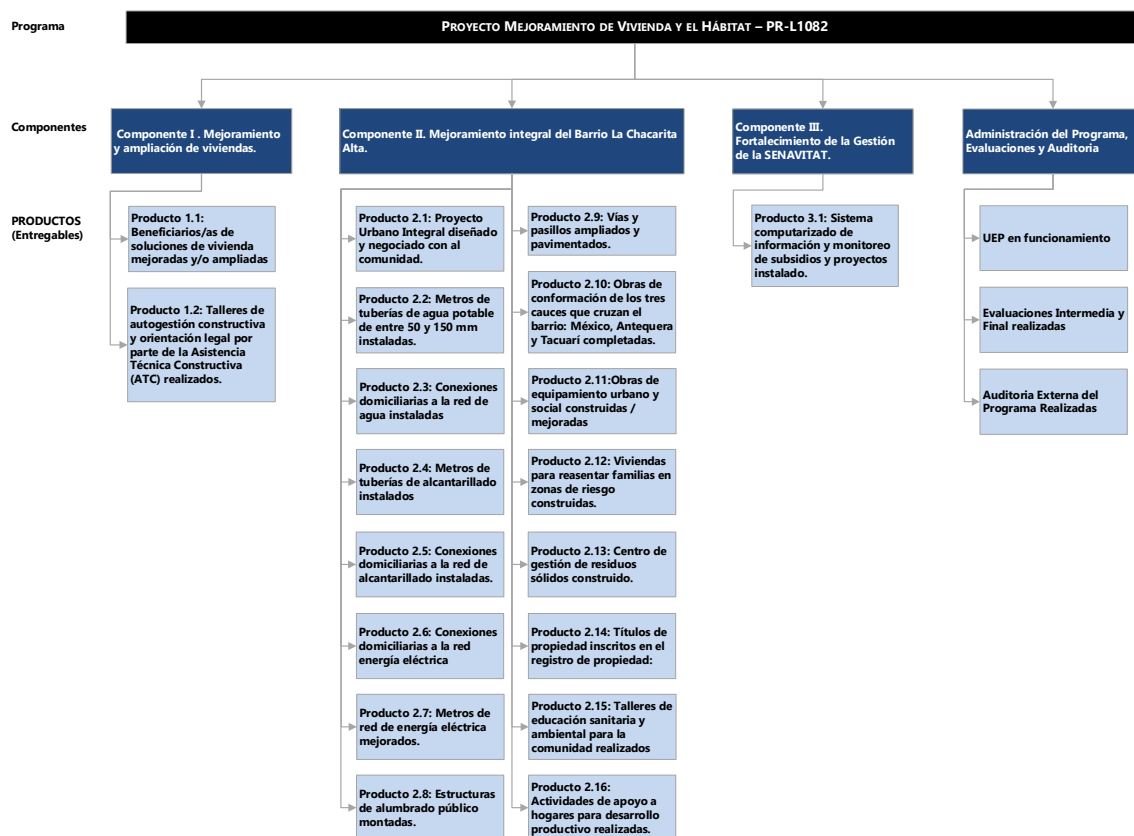 Programa
PROYECTO MEJORAMIENTO DE VIVIENDA Y EL HÁBITAT – PR-L1082
Componentes
Componente I . Mejoramiento
y ampliación de viviendas.
Componente II. Mejoramiento integral del Barrio La Chacarita
Alta.
Componente III.
Fortalecimiento de la Gestión
de la SENAVITAT.
Administración del Programa,
Evaluaciones y Auditoria
PRODUCTOS
(Entregables)
Producto 1.1:
Beneficiarios/as de
soluciones de vivienda
mejoradas y/o ampliadas
Producto 1.2: Talleres de
autogestión constructiva
y orientación legal por
parte de la Asistencia
Técnica Constructiva
(ATC) realizados.
Producto 2.1: Proyecto
Urbano Integral diseñado
y negociado con al
comunidad.
Producto 2.2: Metros de
tuberías de agua potable
de entre 50 y 150 mm
instaladas.
Producto 2.3: Conexiones
domiciliarias a la red de
agua instaladas
Producto 2.4: Metros de
tuberías de alcantarillado
instalados
Producto 2.5: Conexiones
domiciliarias a la red de
alcantarillado instaladas.
Producto 2.6: Conexiones
domiciliarias a la red
energía eléctrica
Producto 2.7: Metros de
red de energía eléctrica
mejorados.
Producto 2.8: Estructuras
de alumbrado público
montadas.
Producto 2.9: Vías y
pasillos ampliados y
pavimentados.
Producto 2.10: Obras de
conformación de los tres
cauces que cruzan el
barrio: México, Antequera
y Tacuarí completadas.
Producto 2.11:Obras de
equipamiento urbano y
social construidas /
mejoradas
Producto 2.12: Viviendas
para reasentar familias en
zonas de riesgo
construidas.
Producto 2.13: Centro de
gestión de residuos
sólidos construido.
Producto 2.14: Títulos de
propiedad inscritos en el
registro de propiedad:
Producto 2.15: Talleres de
educación sanitaria y
ambiental para la
comunidad realizados
Producto 2.16:
Actividades de apoyo a
hogares para desarrollo
productivo realizadas.
Producto 3.1: Sistema
computarizado de
información y monitoreo
de subsidios y proyectos
instalado.
UEP en funcionamiento
Evaluaciones Intermedia y
Final realizadas
Auditoria Externa del
Programa Realizadas